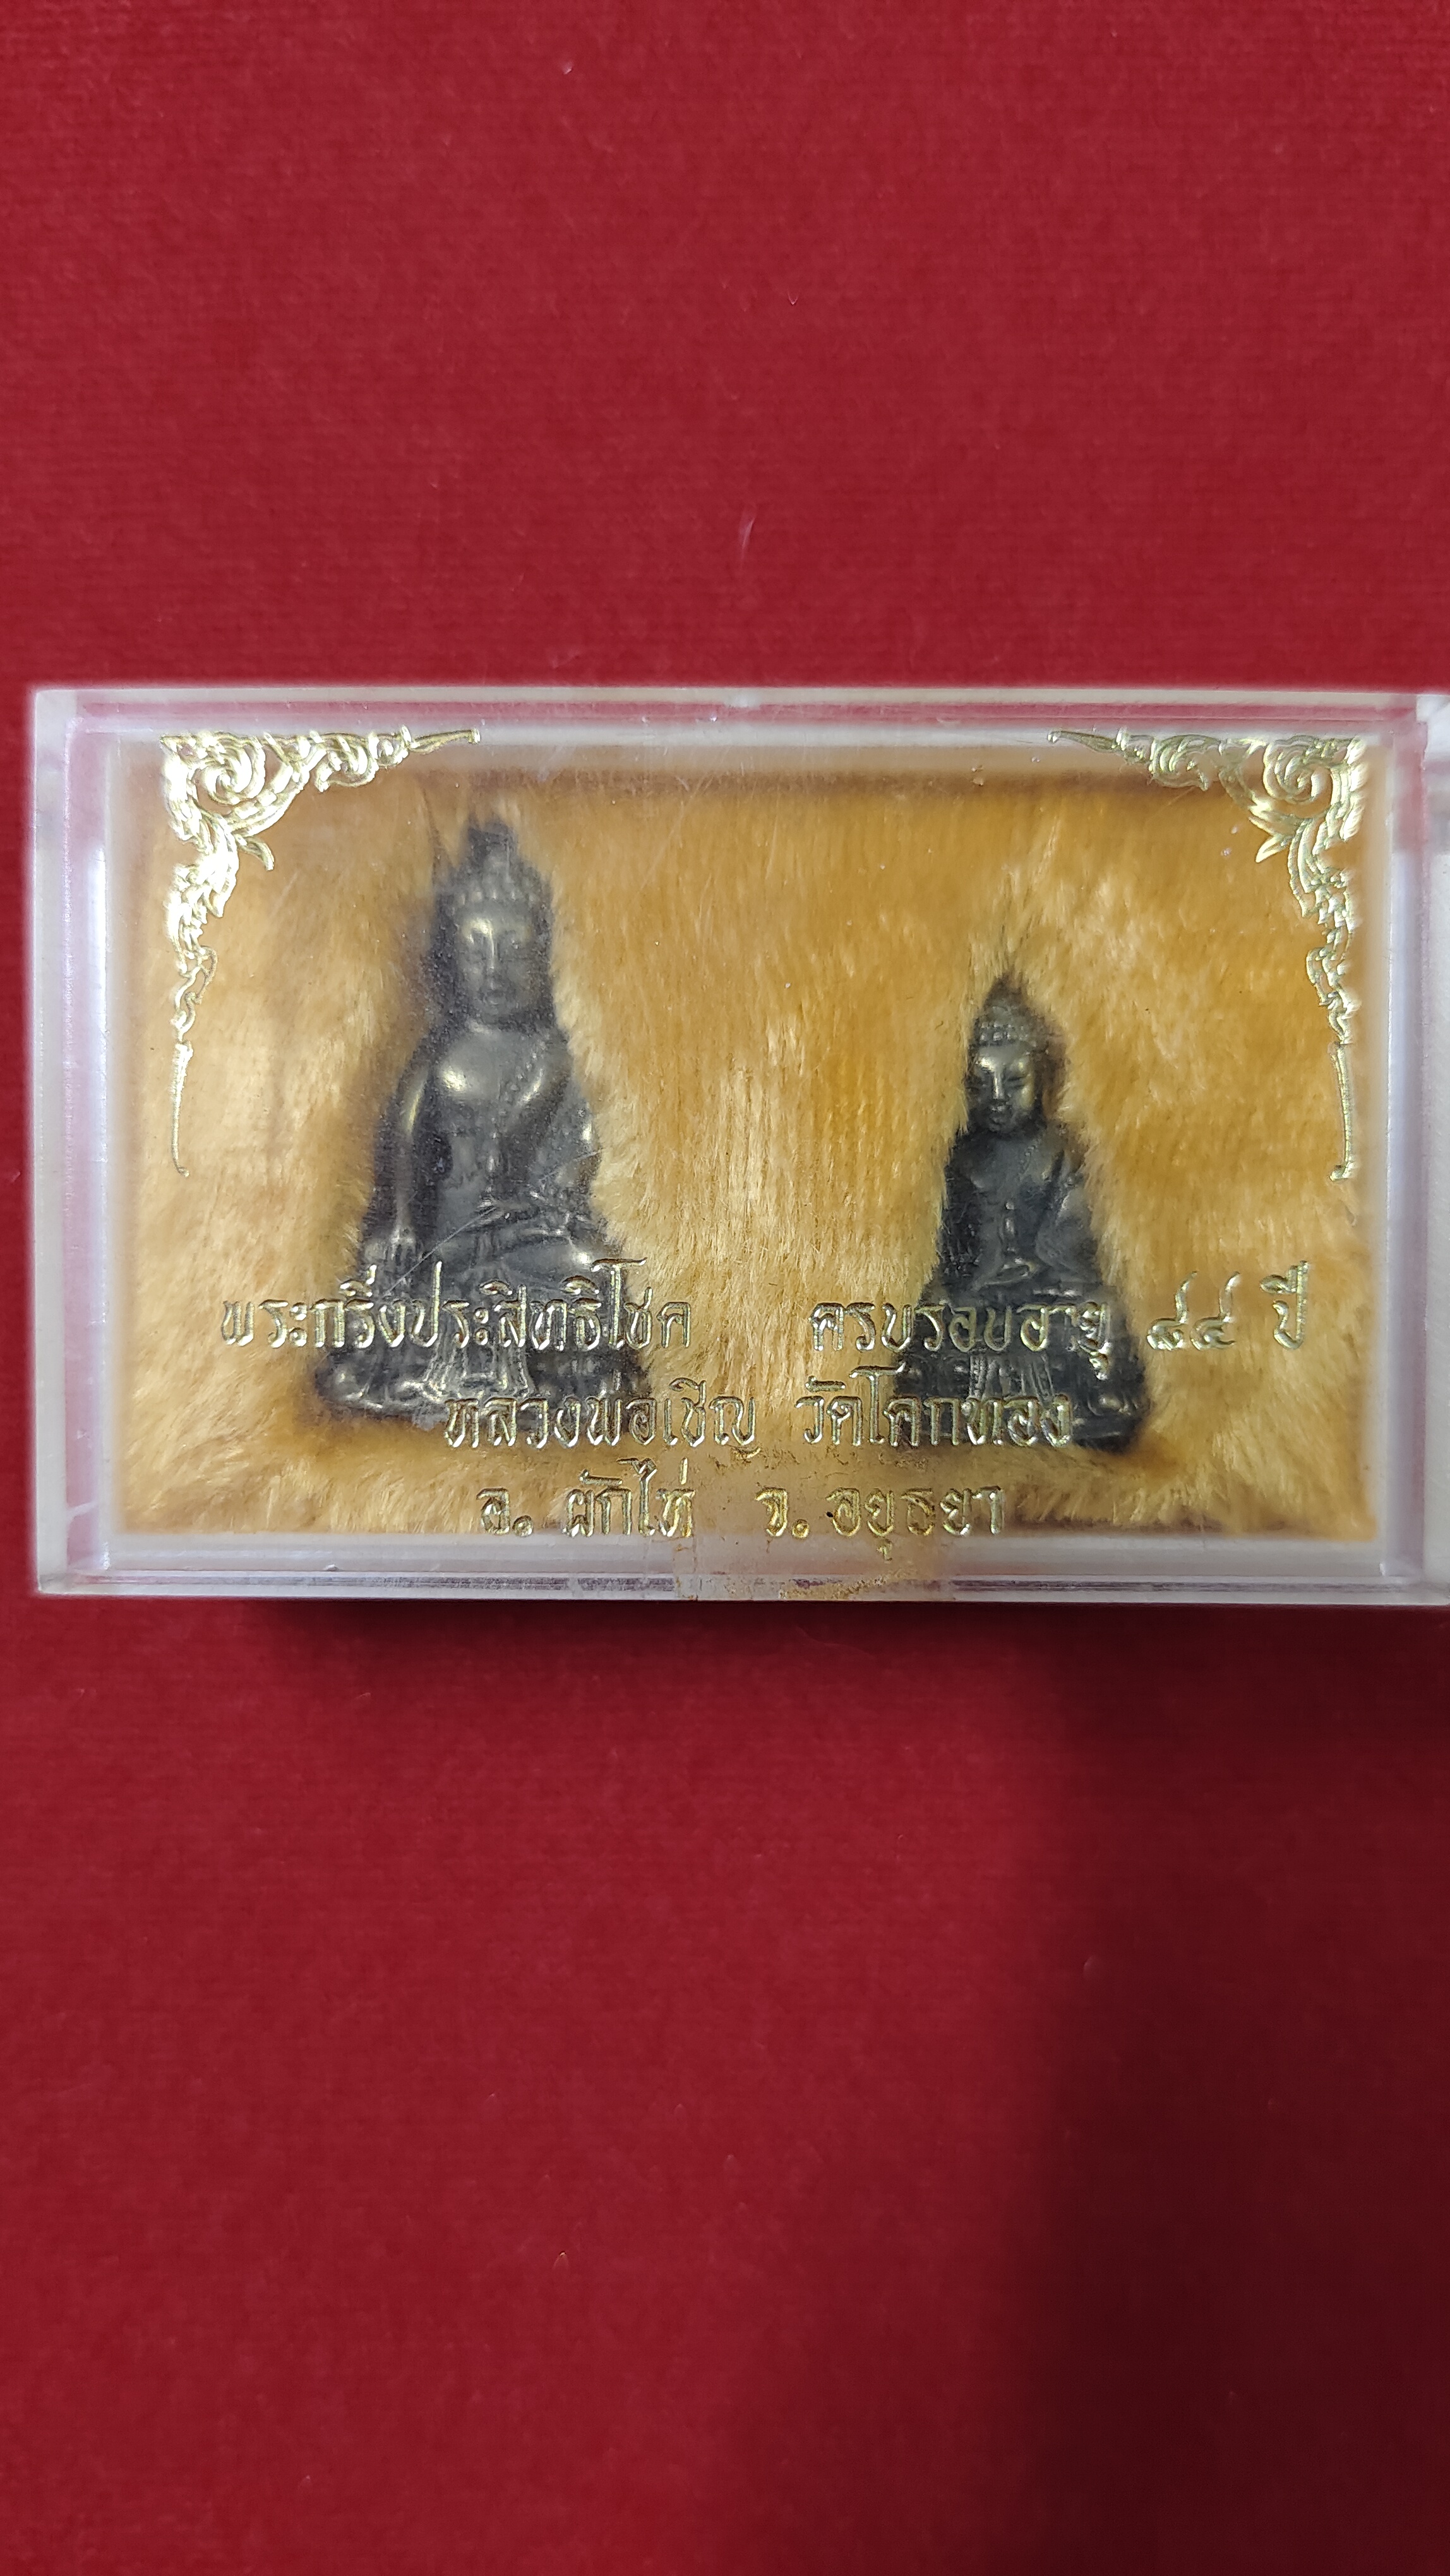 พระกริ่งประสิทธิโชค ครบรอบอายุ ๘๔ ปี
หลวงพ่อเชิญ วัดโคกทอง
อ. ผักไห่ จ. อยุธยา